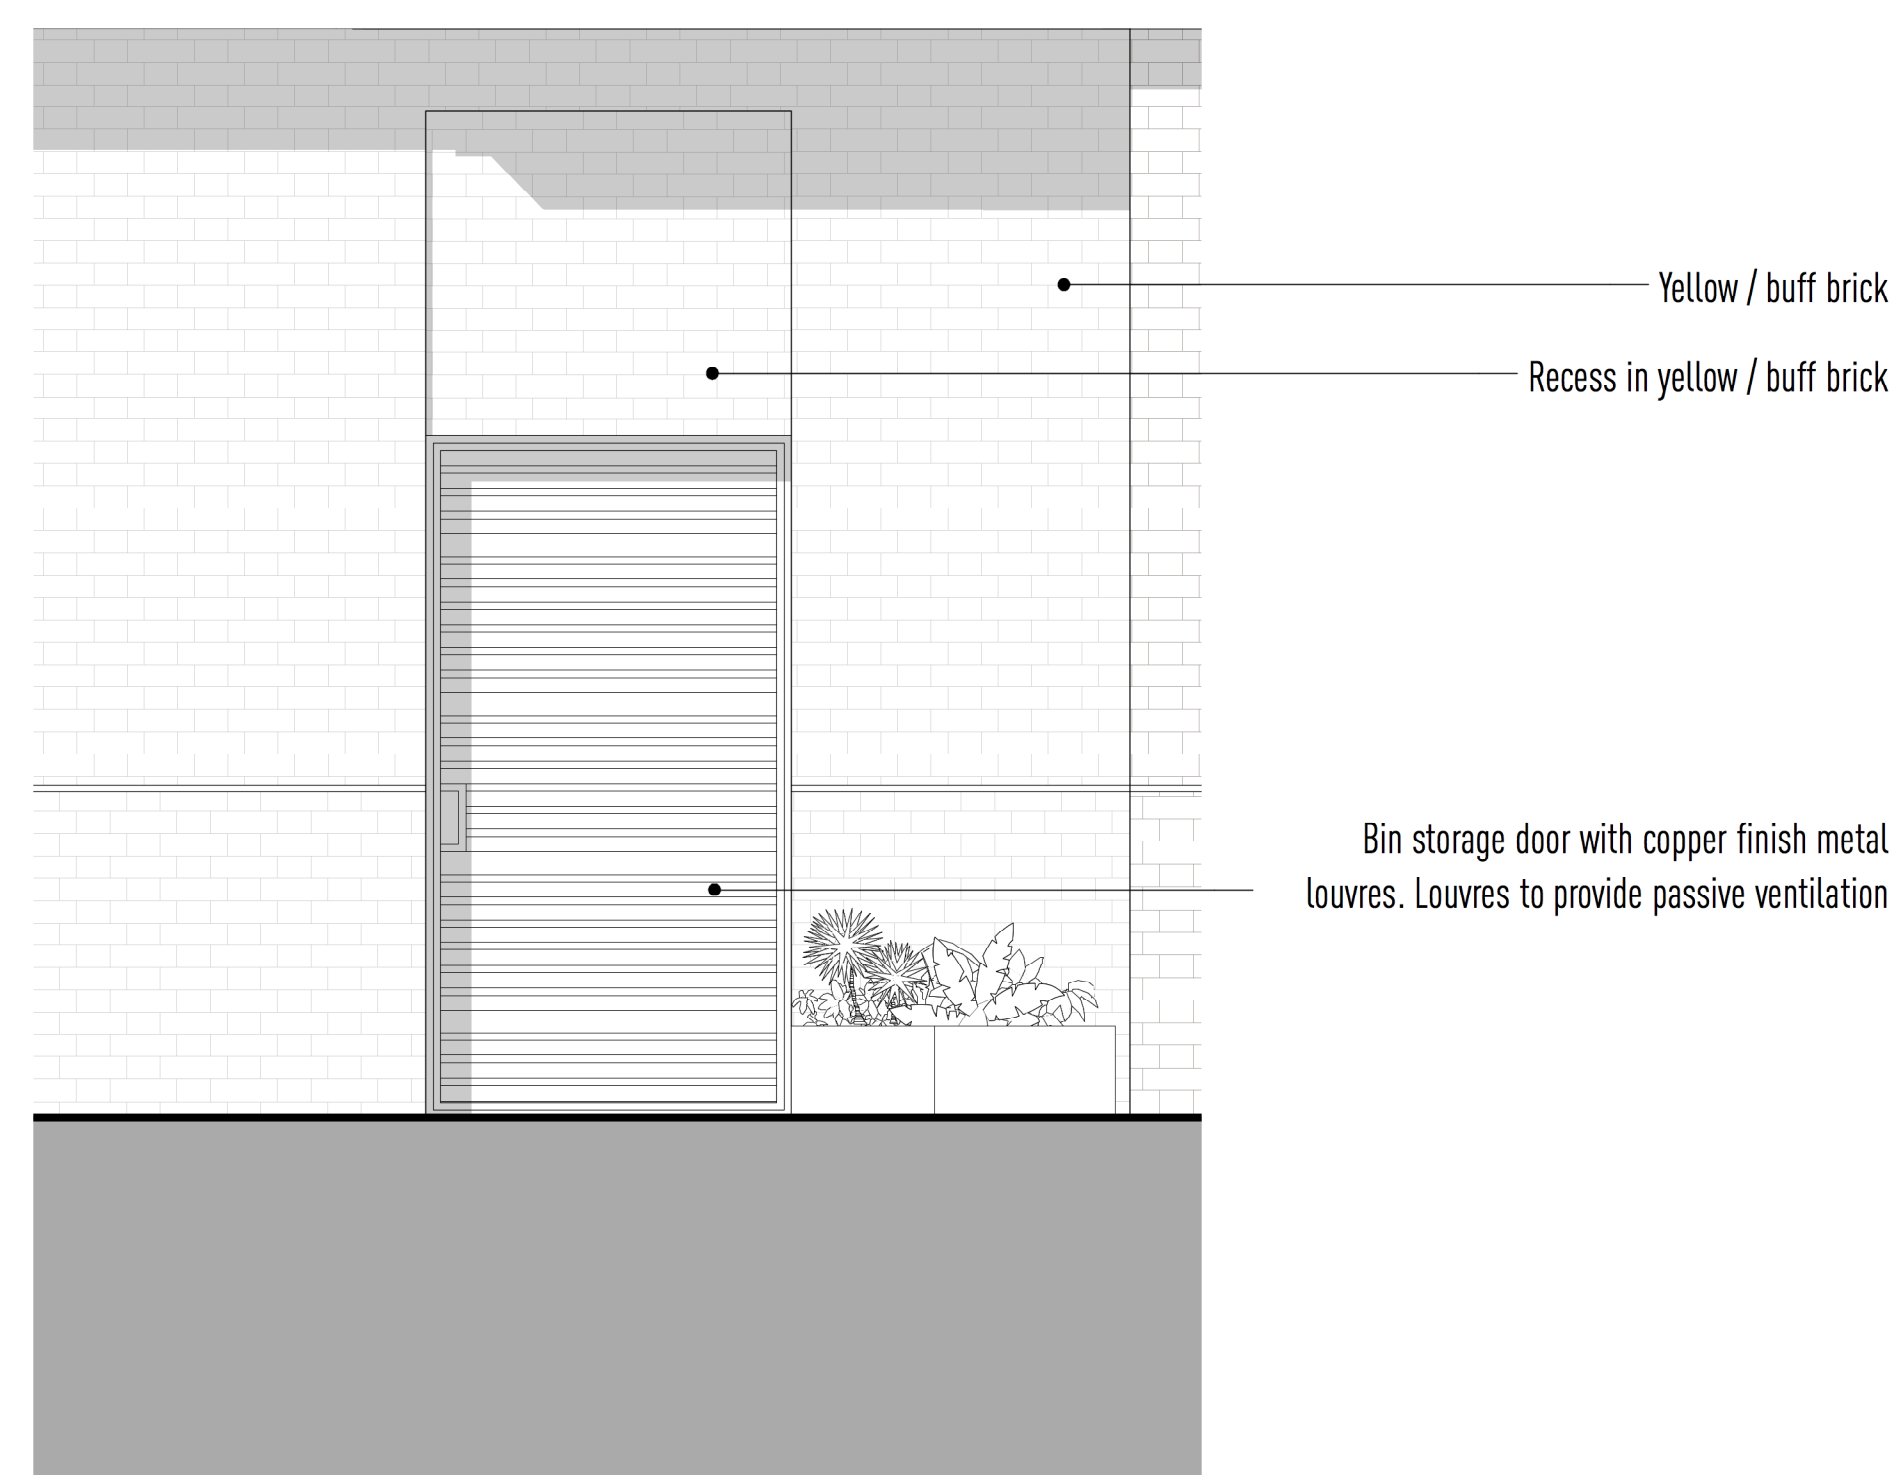 Yellow / buff brick
Recess in yellow / buff brick
Bin storage door with copper finish metal
louvres. Louvres to provide passive ventilation